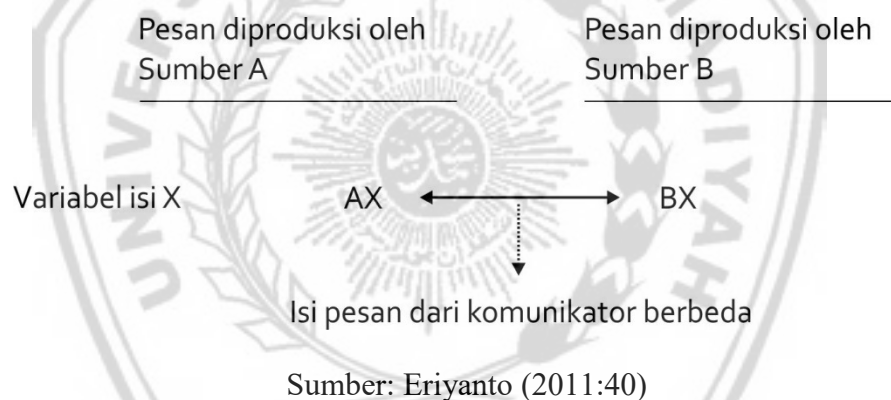 Pesan diproduksi oleh
Sumber A
Pesan diproduksi oleh
Sumber B
Variabel isi X
AX
BX
Isi pesan dari komunikator berbeda
Sumber: Eriyanto (2011:40)